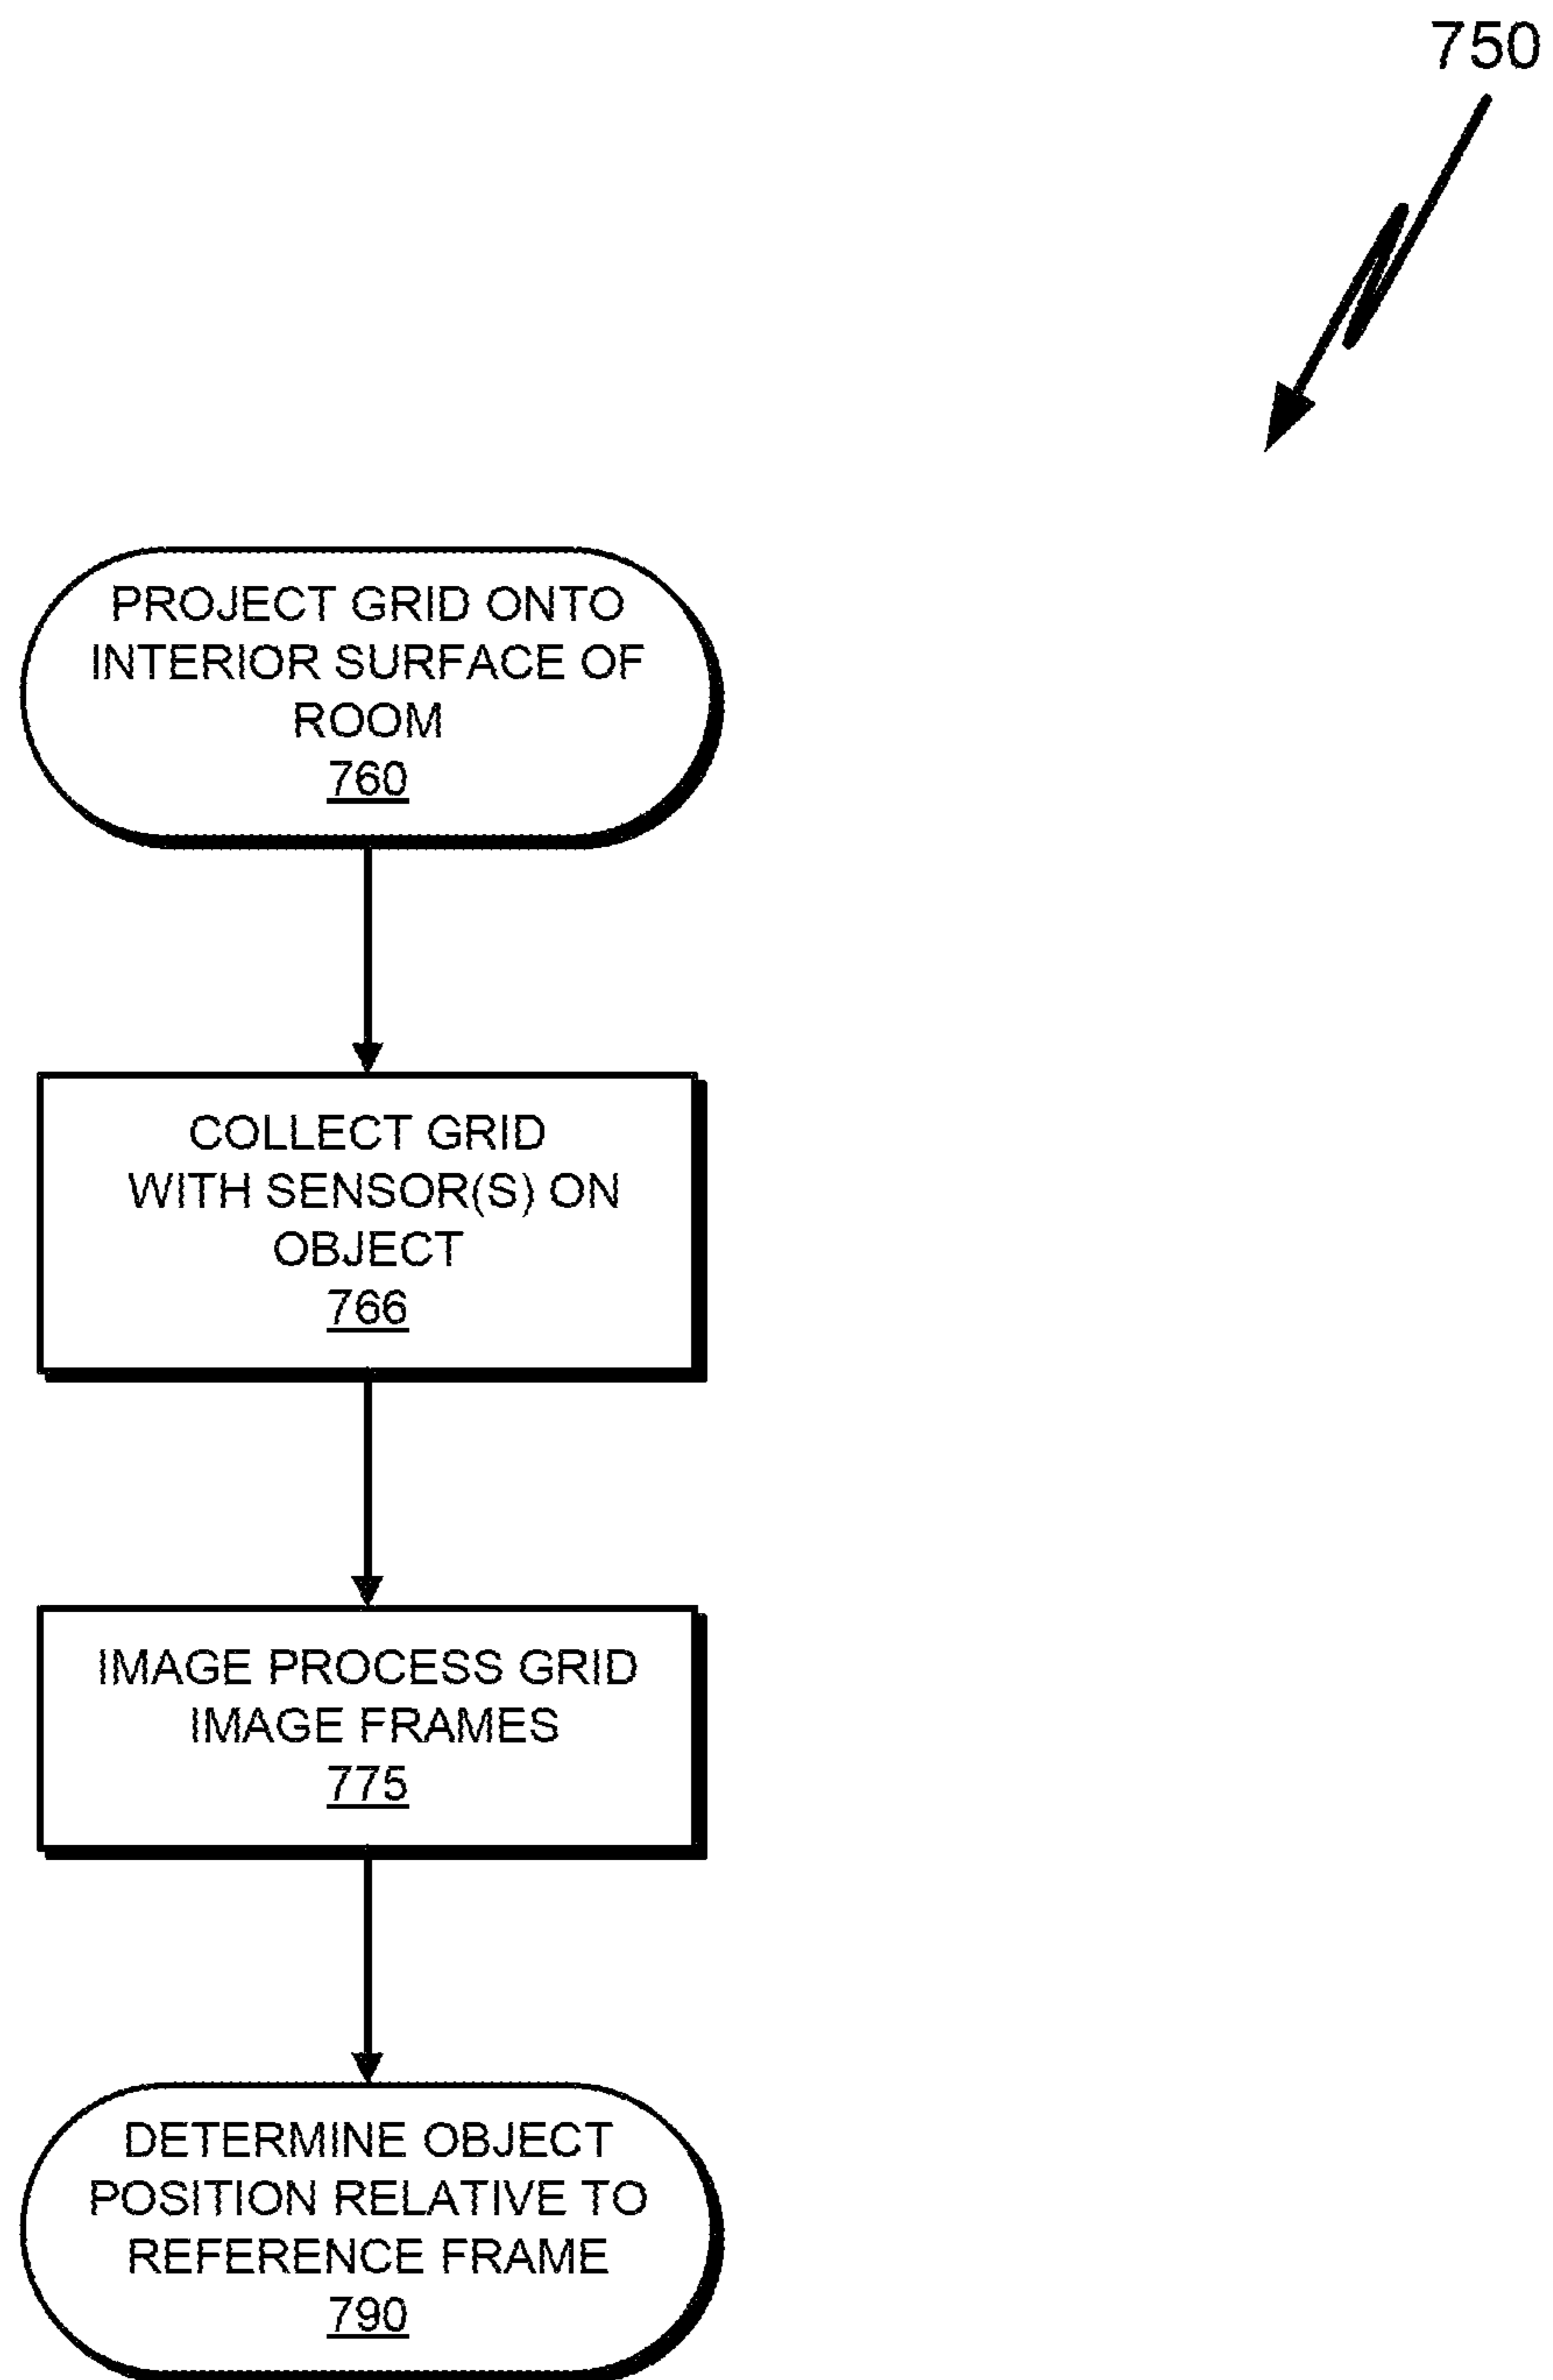 750
PROJECT GRID ONTO
INTERIOR SURFACE OF
ROOM
760
COLLECT GRID
WITH SENSOR(S) ON
OBJECT
766
IMAGE PROCESS GRID
IMAGE FRAMES
775
DETERMINE OBJECT
POSITION RELATIVE TO
REFERENCE FRAME
790